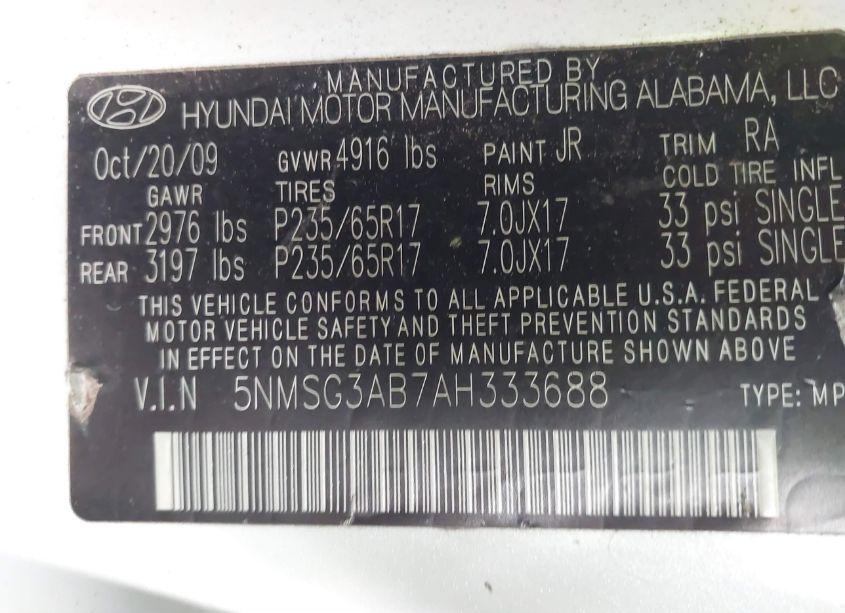 MANUFACTURED BY
HYUNDAI MOTOR MANUFACTURING ALABAMA, LLC
Oct/20/09 GVWR 4916 lbs PAINT JR TRIM RA
GAWR TIRES RIMS COLD TIRE INFL
FRONT 2976 lbs P235/65R17 7.0JX17 33 psi SINGLE
REAR 3197 lbs P235/65R17 7.0JX17 33 psi SINGLE
THIS VEHICLE CONFORMS TO ALL APPLICABLE U.S.A. FEDERAL
MOTOR VEHICLE SAFETY AND THEFT PREVENTION STANDARDS
IN EFFECT ON THE DATE OF MANUFACTURE SHOWN ABOVE
V.I.N 5NMSG3AB7AH333688 TYPE: MP